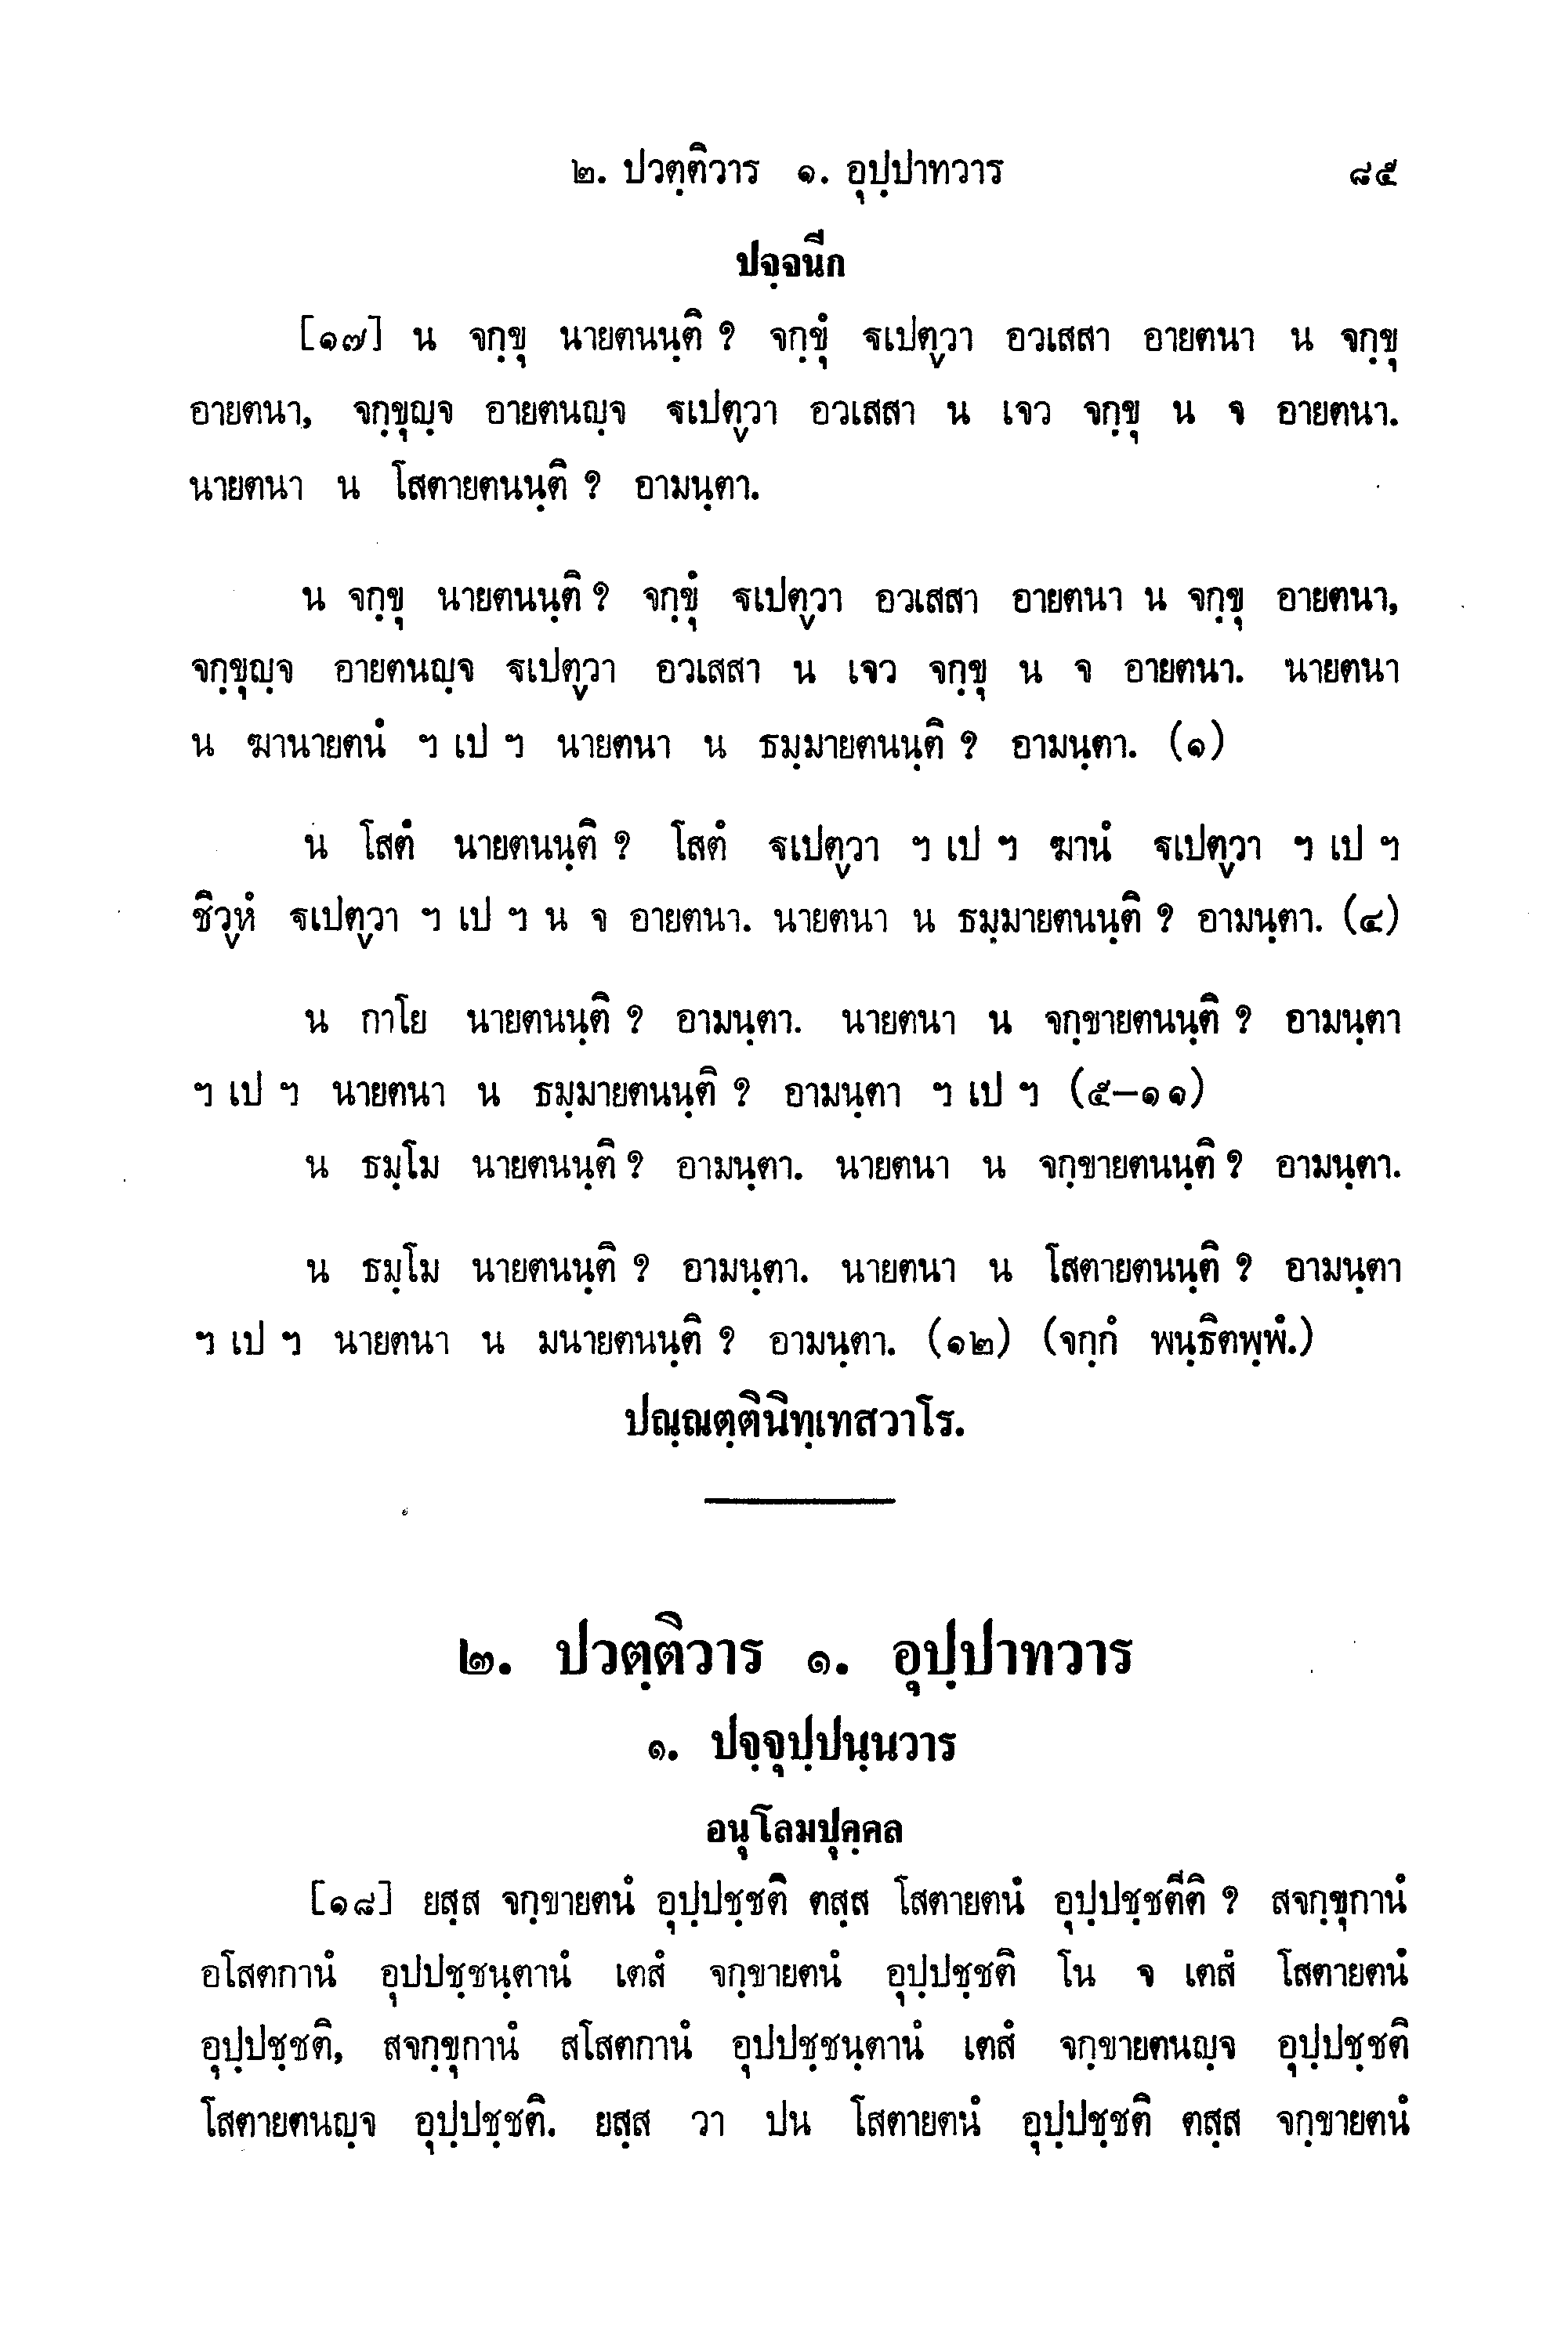 ๒. ปวตฺติวาร ๑. อุปฺปาทวาร ๘๕
ปจฺจนีก
[๑๗] น จกฺขุ นายตนนฺติ ? จกฺขุํ ฐเปตฺวา อวเสสา อายตนา น จกฺขุ
อายตนา, จกฺขุญฺจ อายตนญฺจ ฐเปตฺวา อวเสสา น เจว จกฺขุ น จ อายตนา.
นายตนา น โสตายตนนฺติ ? อามนฺตา.
น จกฺขุ นายตนนฺติ ? จกฺขุํ ฐเปตฺวา อวเสสา อายตนา น จกฺขุ อายตนา,
จกฺขุญฺจ อายตนญฺจ ฐเปตฺวา อวเสสา น เจว จกฺขุ น จ อายตนา. นายตนา
น ฆานายตนํ ฯ เป ฯ นายตนา น ธมฺมายตนนฺติ ? อามนฺตา. (๑)
น โสตํ นายตนนฺติ ? โสตํ ฐเปตฺวา ฯ เป ฯ ฆานํ ฐเปตฺวา ฯ เป ฯ
ชิวฺหํ ฐเปตฺวา ฯ เป ฯ น จ อายตนา. นายตนา น ธมฺมายตนนฺติ ? อามนฺตา. (๔)
น กาโย นายตนนฺติ ? อามนฺตา. นายตนา น จกฺขายตนนฺติ ? อามนฺตา
ฯ เป ฯ นายตนา น ธมฺมายตนนฺติ ? อามนฺตา ฯ เป ฯ (๕–๑๑)
น ธมฺโม นายตนนฺติ ? อามนฺตา. นายตนา น จกฺขายตนนฺติ ? อามนฺตา.
น ธมฺโม นายตนนฺติ ? อามนฺตา. นายตนา น โสตายตนนฺติ ? อามนฺตา
ฯ เป ฯ นายตนา น มนายตนนฺติ ? อามนฺตา. (๑๒) (จกฺกํ พนฺธิตพฺพํ.)
ปณฺณตฺตินิทฺเทสวาโร.
๒. ปวตฺติวาร ๑. อุปฺปาทวาร
๑. ปจฺจุปฺปนฺนวาร
อนุโลมปุคฺคล
[๑๘] ยสฺส จกฺขายตนํ อุปฺปชฺชติ ตสฺส โสตายตนํ อุปฺปชฺชตีติ ? สจกฺขุกานํ
อโสตกานํ อุปปชฺชนฺตานํ เตสํ จกฺขายตนํ อุปฺปชฺชติ โน จ เตสํ โสตายตนํ
อุปฺปชฺชติ, สจกฺขุกานํ สโสตกานํ อุปปชฺชนฺตานํ เตสํ จกฺขายตนญฺจ อุปฺปชฺชติ
โสตายตนญฺจ อุปฺปชฺชติ. ยสฺส วา ปน โสตายตนํ อุปฺปชฺชติ ตสฺส จกฺขายตนํ